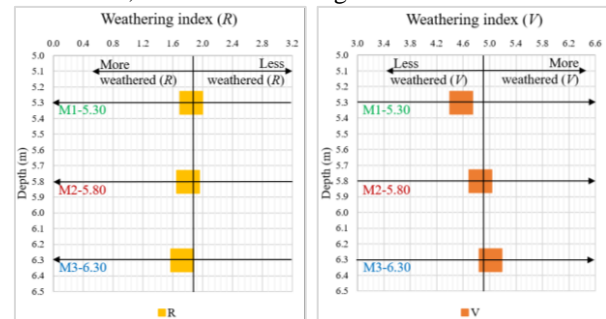 Weathering index (R)
0.0 0.4 0.8 1.2 1.6 2.0 2.4 2.8 3.2
More
weathered (R)
Less
weathered (R)
Depth (m)
5.0
5.1
5.3
5.4
5.5
5.6
5.7
5.8
5.9
6.0
6.1
6.2
6.3
6.4
6.5
M1-5.30
M2-5.80
M3-6.30
R
Weathering index (V)
3.0 3.4 3.8 4.2 4.6 5.0 5.4 5.8 6.2 6.6
Less
weathered (V)
More
weathered (V)
Depth (m)
5.0
5.1
5.3
5.4
5.5
5.6
5.7
5.8
5.9
6.0
6.1
6.2
6.3
6.4
6.5
M1-5.30
M2-5.80
M3-6.30
V